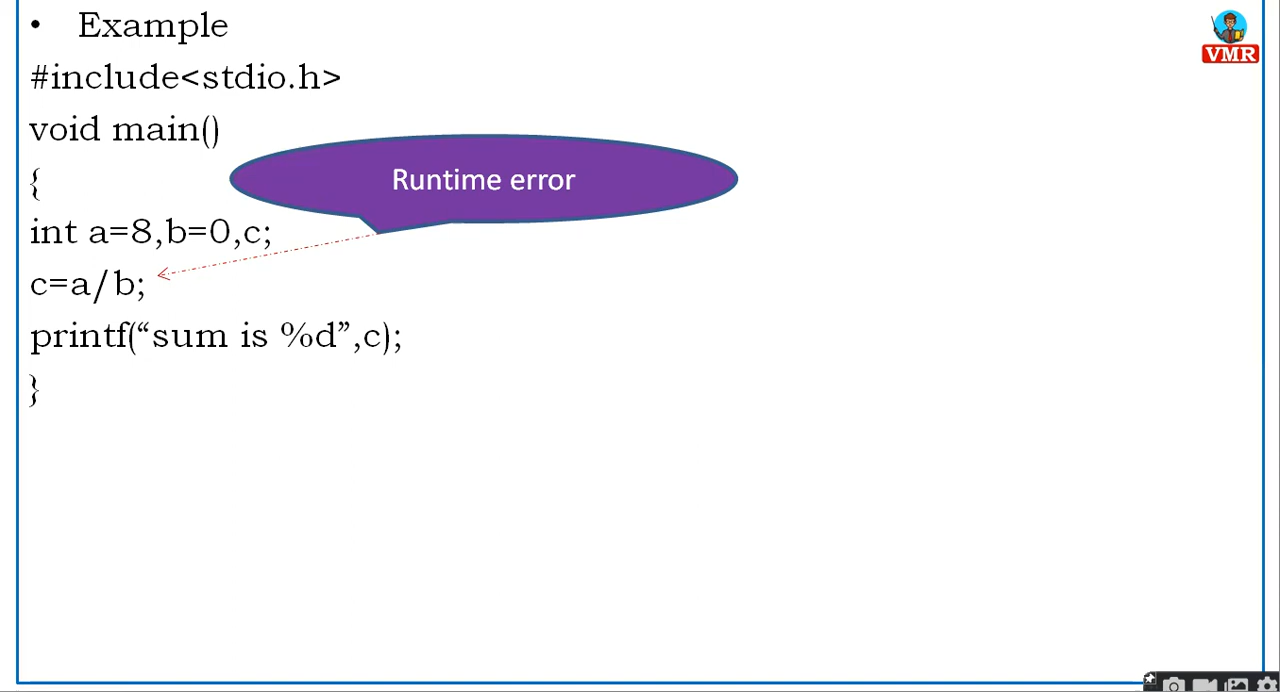 • Example
VMR
#include<stdio.h>
void main()
{
Runtime error
int a=8,b=0,c;
c=a/b;
printf(“sum is %d”,c);
}